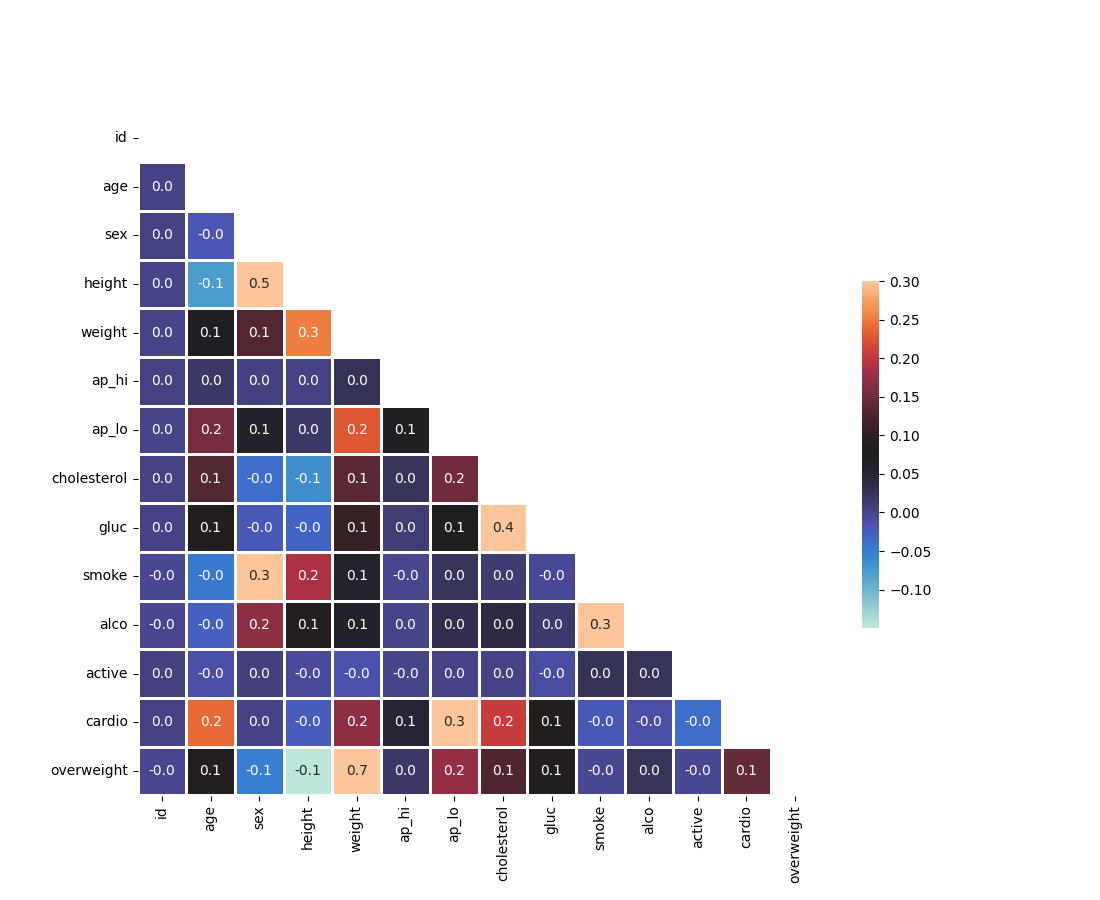 id
age 0.0
sex 0.0 -0.0
height 0.0 -0.1 0.5
weight 0.0 0.1 0.1 0.3
ap_hi 0.0 0.0 0.0 0.0 0.0
ap_lo 0.0 0.2 0.1 0.0 0.2 0.1
cholesterol 0.0 0.1 -0.0 -0.1 0.1 0.0 0.2
gluc 0.0 0.1 -0.0 -0.0 0.1 0.0 0.1 0.4
smoke -0.0 -0.0 0.3 0.2 0.1 -0.0 0.0 0.0 -0.0
alco -0.0 -0.0 0.2 0.1 0.1 0.0 0.0 0.0 0.0 0.3
active 0.0 -0.0 0.0 -0.0 -0.0 -0.0 0.0 0.0 -0.0 0.0 0.0
cardio 0.0 0.2 0.0 -0.0 0.2 0.1 0.3 0.2 0.1 -0.0 -0.0 -0.0
overweight -0.0 0.1 -0.1 -0.1 0.7 0.0 0.2 0.1 0.1 -0.0 0.0 -0.0 0.1
id age sex height weight ap_hi ap_lo cholesterol gluc smoke alco active cardio overweight
0.30
0.25
0.20
0.15
0.10
0.05
0.00
−0.05
−0.10